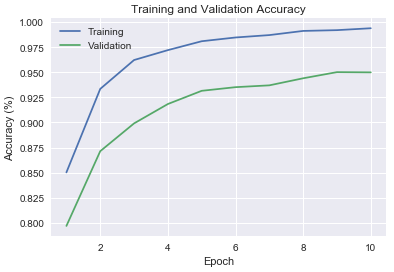 Training and Validation Accuracy
Training
Validation
Accuracy (%)
1.000
0.975
0.950
0.925
0.900
0.875
0.850
0.825
0.800
2 4 6 8 10
Epoch